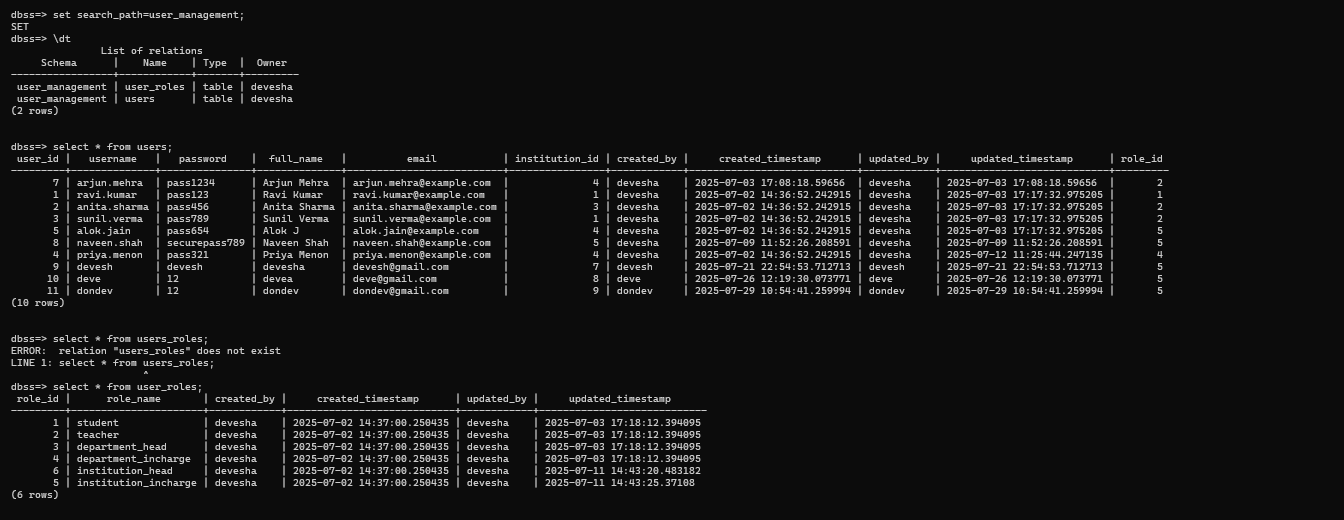 dbss=> set search_path=user_management;
SET
dbss=> \dt
List of relations
Schema | Name | Type | Owner
-----------------+------------+-------+---------
user_management | user_roles | table | devesha
user_management | users | table | devesha
(2 rows)
dbss=> select * from users;
user_id | username | password | full_name | email | institution_id | created_by | created_timestamp | updated_by | updated_timestamp | role_id
---------+--------------+---------------+--------------+--------------------------+----------------+------------+----------------------------+------------+----------------------------+---------
7 | arjun.mehra | pass1234 | Arjun Mehra | arjun.mehra@example.com | 4 | devesha | 2025-07-03 17:08:18.59656 | devesha | 2025-07-03 17:08:18.59656 | 2
1 | ravi.kumar | pass123 | Ravi Kumar | ravi.kumar@example.com | 1 | devesha | 2025-07-02 14:36:52.242915 | devesha | 2025-07-03 17:17:32.975205 | 1
2 | anita.sharma | pass456 | Anita Sharma | anita.sharma@example.com | 3 | devesha | 2025-07-02 14:36:52.242915 | devesha | 2025-07-03 17:17:32.975205 | 2
3 | sunil.verma | pass789 | Sunil Verma | sunil.verma@example.com | 1 | devesha | 2025-07-02 14:36:52.242915 | devesha | 2025-07-03 17:17:32.975205 | 2
5 | alok.jain | pass654 | Alok J | alok.jain@example.com | 4 | devesha | 2025-07-02 14:36:52.242915 | devesha | 2025-07-03 17:17:32.975205 | 5
8 | naveen.shah | securepass789 | Naveen Shah | naveen.shah@example.com | 5 | devesha | 2025-07-09 11:52:26.208591 | devesha | 2025-07-09 11:52:26.208591 | 5
4 | priya.menon | pass321 | Priya Menon | priya.menon@example.com | 4 | devesha | 2025-07-02 14:36:52.242915 | devesha | 2025-07-12 11:25:44.247135 | 4
9 | devesh | devesh | devesha | devesh@gmail.com | 7 | devesh | 2025-07-21 22:54:53.712713 | devesh | 2025-07-21 22:54:53.712713 | 5
10 | deve | 12 | devea | deve@gmail.com | 8 | deve | 2025-07-26 12:19:30.073771 | deve | 2025-07-26 12:19:30.073771 | 5
11 | dondev | 12 | dondev | dondev@gmail.com | 9 | dondev | 2025-07-29 10:54:41.259994 | dondev | 2025-07-29 10:54:41.259994 | 5
(10 rows)
dbss=> select * from users_roles;
ERROR:  relation "users_roles" does not exist
LINE 1: select * from users_roles;
^
dbss=> select * from user_roles;
role_id | role_name | created_by | created_timestamp | updated_by | updated_timestamp
---------+----------------------+------------+----------------------------+------------+----------------------------
1 | student | devesha | 2025-07-02 14:37:00.250435 | devesha | 2025-07-03 17:18:12.394095
2 | teacher | devesha | 2025-07-02 14:37:00.250435 | devesha | 2025-07-03 17:18:12.394095
3 | department_head | devesha | 2025-07-02 14:37:00.250435 | devesha | 2025-07-03 17:18:12.394095
4 | department_incharge | devesha | 2025-07-02 14:37:00.250435 | devesha | 2025-07-03 17:18:12.394095
6 | institution_head | devesha | 2025-07-02 14:37:00.250435 | devesha | 2025-07-11 14:43:20.483182
5 | institution_incharge | devesha | 2025-07-02 14:37:00.250435 | devesha | 2025-07-11 14:43:25.37108
(6 rows)